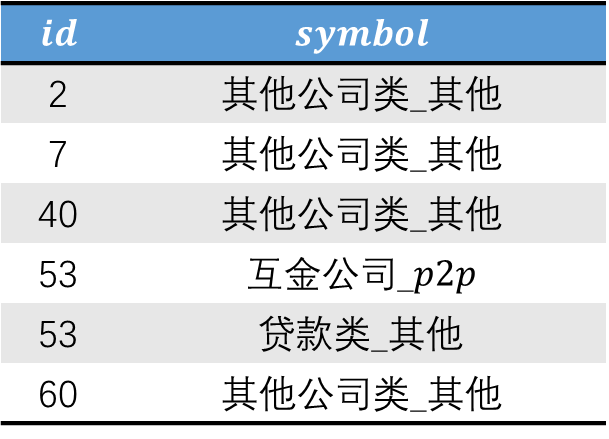 id symbol
2 其他公司类_其他
7 其他公司类_其他
40 其他公司类_其他
53 互金公司_p2p
53 贷款类_其他
60 其他公司类_其他